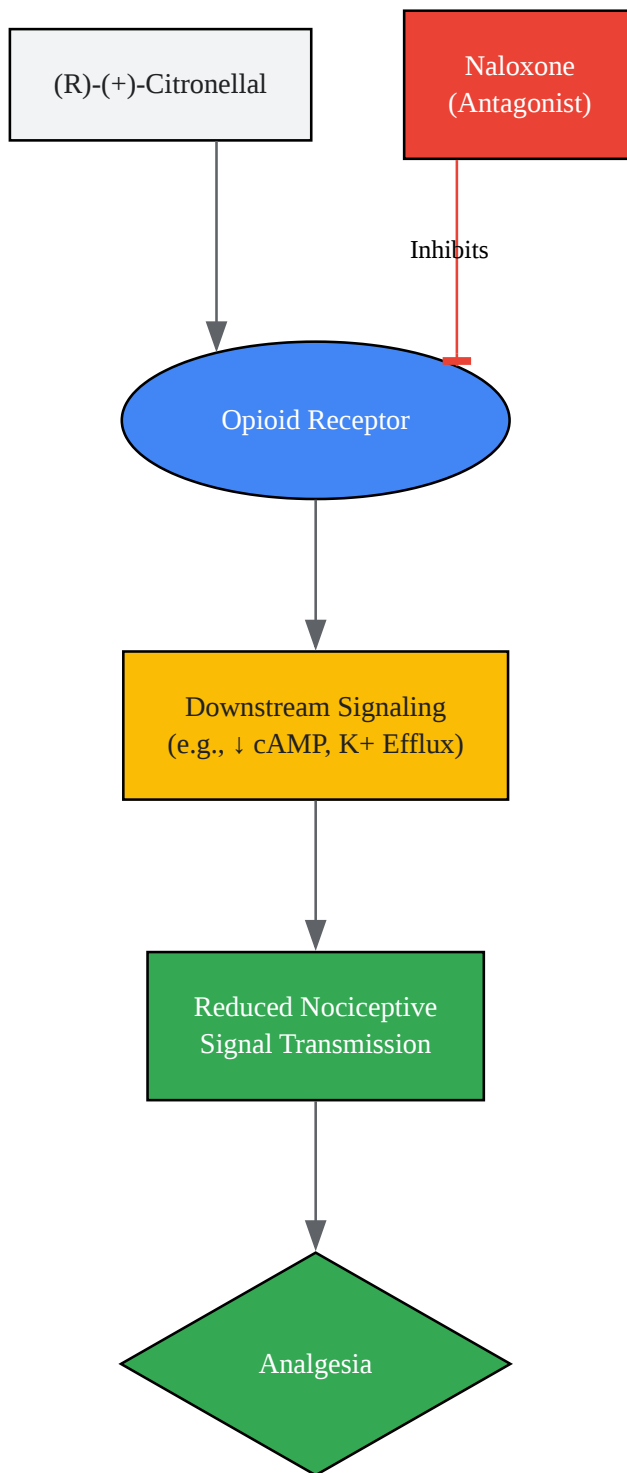 (R)-(+)-Citronellal
Naloxone
(Antagonist)
Inhibits
Opioid Receptor
Downstream Signaling
(e.g., ↓ cAMP, K+ Efflux)
Reduced Nociceptive
Signal Transmission
Analgesia